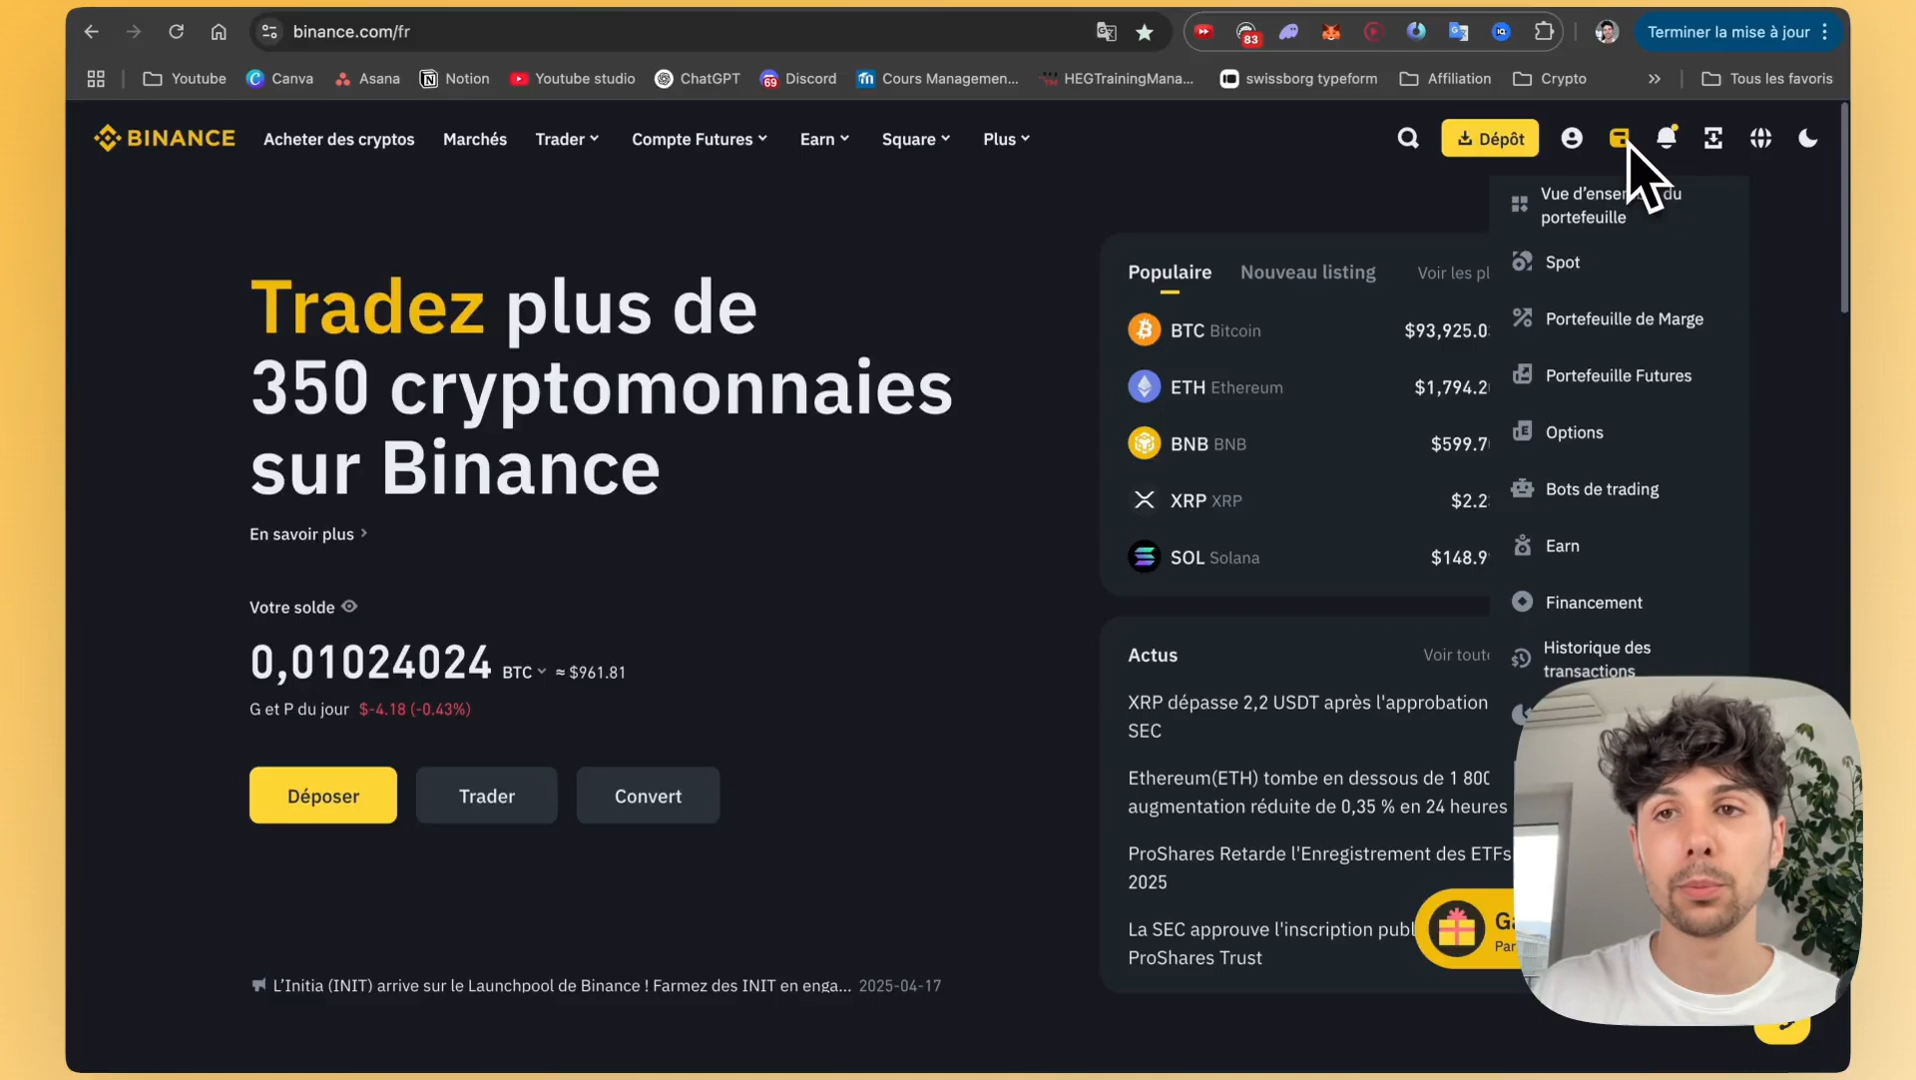 binance.com/fr
83
Terminer la mise à jour
Youtube
Canva
Asana
Notion
Youtube studio
ChatGPT
69
Discord
Cours Managemen...
HEGTrainingMana...
swissborg typeform
Affiliation
Crypto
Tous les favoris
BINANCE
Acheter des cryptos
Marchés
Trader
Compte Futures
Earn
Square
Plus
Dépôt
Tradez plus de
350 cryptomonnaies
sur Binance
En savoir plus
Votre solde
0,01024024 BTC ≈ $961.81
G et P du jour $-4.18 (-0.43%)
Déposer
Trader
Convert
L'Initia (INIT) arrive sur le Launchpool de Binance ! Farmez des INIT en enga... 2025-04-17
Populaire
Nouveau listing
Voir les pl
BTC Bitcoin $93,925.0
ETH Ethereum $1,794.2
BNB BNB $599.7
XRP XRP $2.2
SOL Solana $148.9
Actus
Voir toute
XRP dépasse 2,2 USDT après l'approbation
SEC
Ethereum(ETH) tombe en dessous de 1 800
augmentation réduite de 0,35 % en 24 heures
ProShares Retarde l'Enregistrement des ETFs
2025
La SEC approuve l'inscription publ
ProShares Trust
Vue d'ense du
portefeuille
Spot
Portefeuille de Marge
Portefeuille Futures
Options
Bots de trading
Earn
Financement
Historique des
transactions
Par